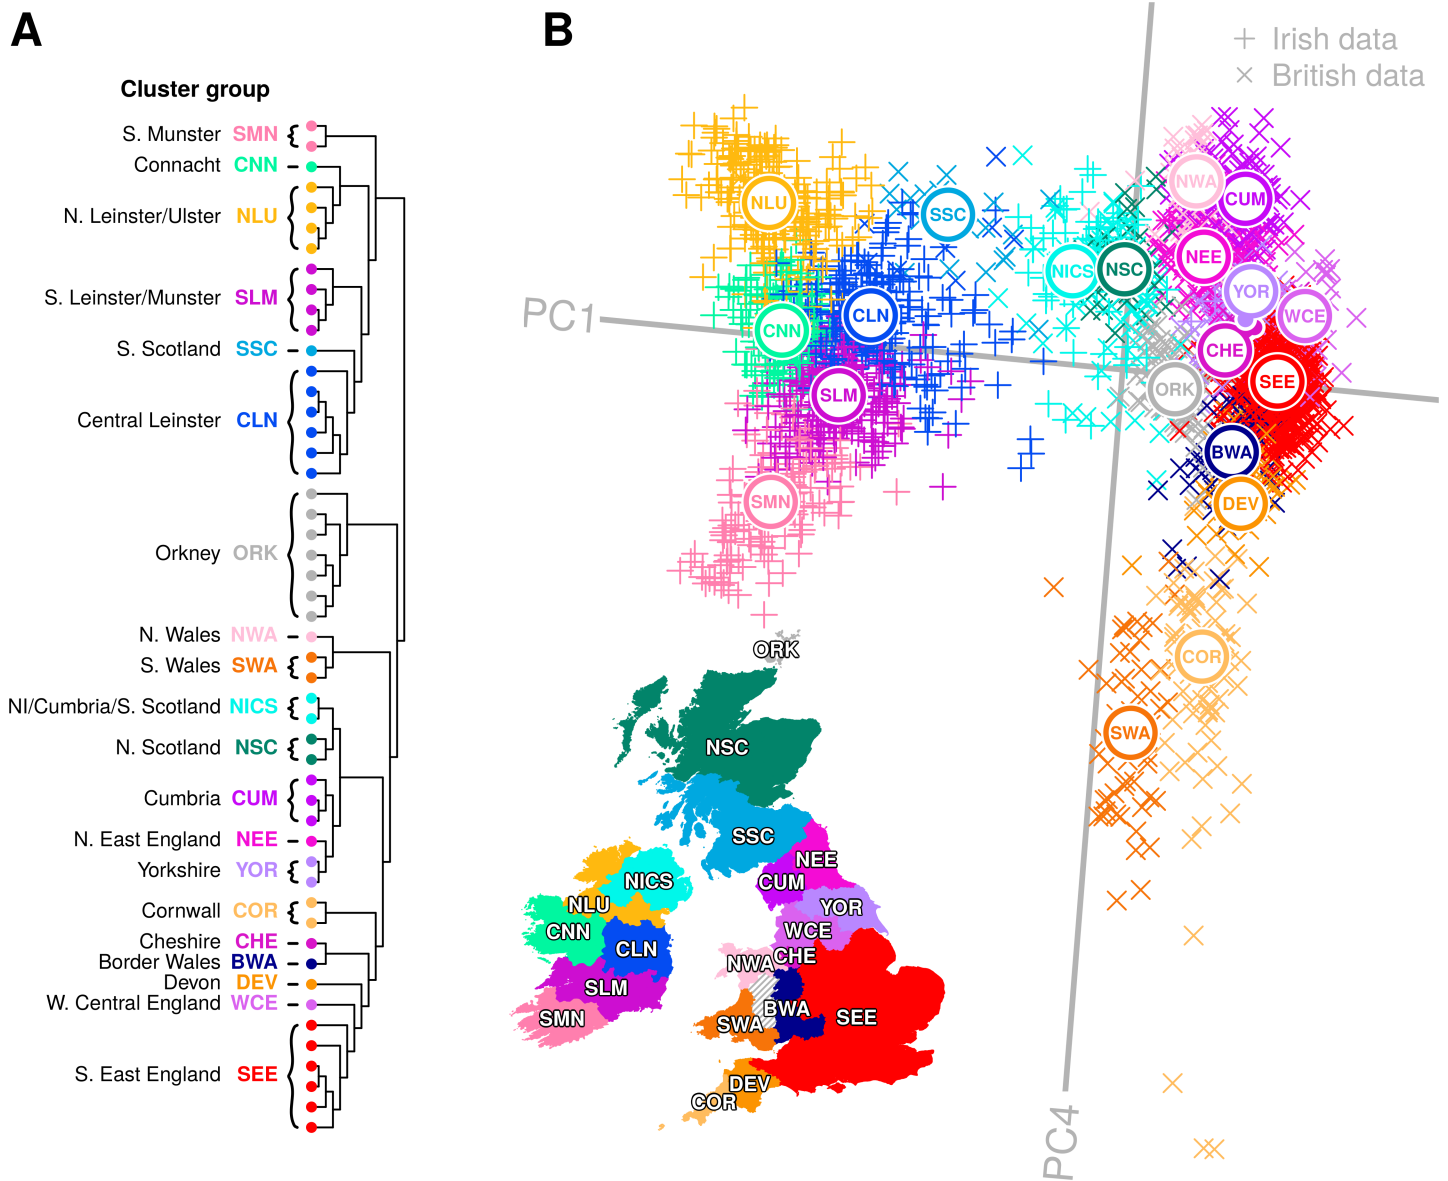 A
Cluster group
S. Munster SMN
Connacht CNN
N. Leinster/Ulster NLU
S. Leinster/Munster SLM
S. Scotland SSC
Central Leinster CLN
Orkney ORK
N. Wales NWA
S. Wales SWA
NI/Cumbria/S. Scotland NICS
N. Scotland NSC
Cumbria CUM
N. East England NEE
Yorkshire YOR
Cornwall COR
Cheshire CHE
Border Wales BWA
Devon DEV
W. Central England WCE
S. East England SEE
B
Irish data
British data
NWA
CUM
NLU
SSC
NEE
NICS
NSC
YOR
PC1
CLN
WCE
CNN
CHE
SEE
ORK
SLM
BWA
SMN
DEV
COR
SWA
PC4
ORK
NSC
SSC
NEE
NICS
CUM
NLU
YOR
CNN
WCE
CLN
CHE
NWA
SLM
BWA
SMN
SWA
SEE
DEV
COR